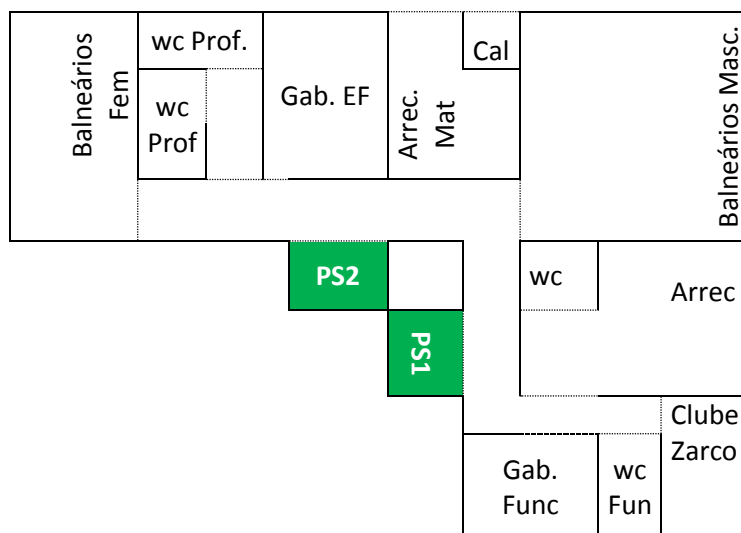 Balneários
Fem
wc Prof.
wc
Prof
Gab. EF
Arrec.
Mat
Cal
Balneários Masc.
PS2
wc
Arrec
PS1
Clube
Zarco
Gab.
Func
wc
Fun